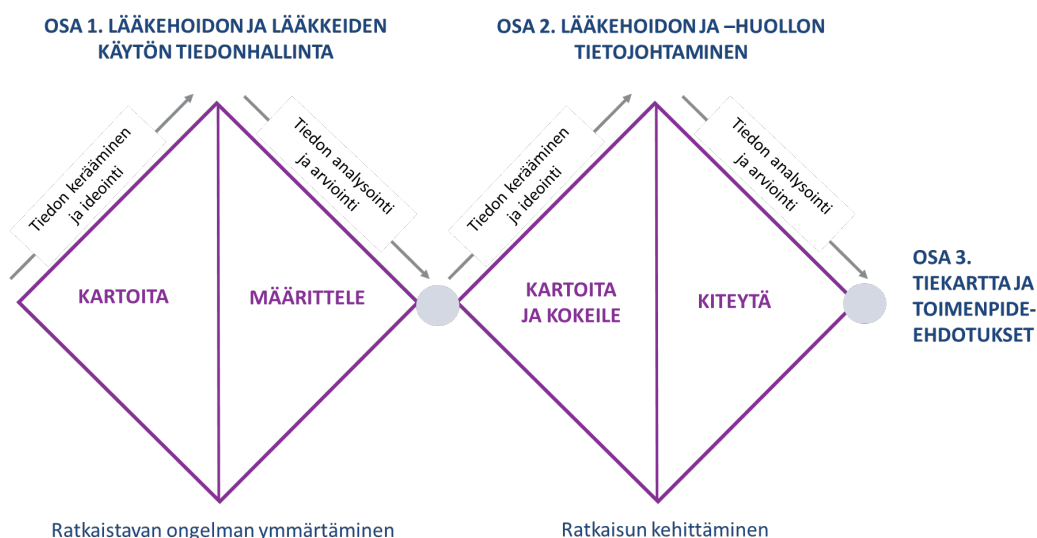 OSA 1. LÄÄKEHOIDON JA LÄÄKKEIDEN
KÄYTÖN TIEDONHALLINTA
OSA 2. LÄÄKEHOIDON JA –HUOLLON
TIETOJOHTAMINEN
Tiedon kerääminen
ja ideointi
Tiedon analysointi
ja arviointi
Tiedon kerääminen
ja ideointi
Tiedon analysointi
ja arviointi
KARTOITA
MÄÄRITTELE
KARTOITA
JA KOKEILE
KITEYTÄ
OSA 3.
TIEKARTTA JA
TOIMENPIDE-
EHDOTUKSET
Ratkaistavan ongelman ymmärtäminen
Ratkaisun kehittäminen